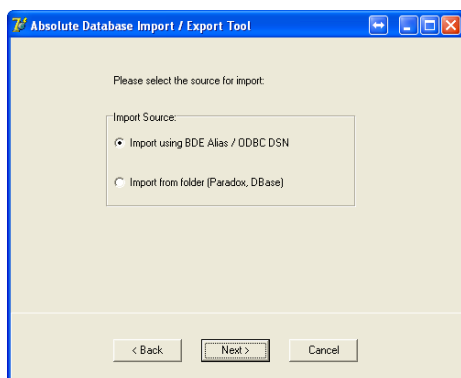 Absolute Database Import / Export Tool
Please select the source for import:
Import Source:
Import using BDE Alias / ODBC DSN
Import from folder (Paradox, DBase)
< Back
Next >
Cancel